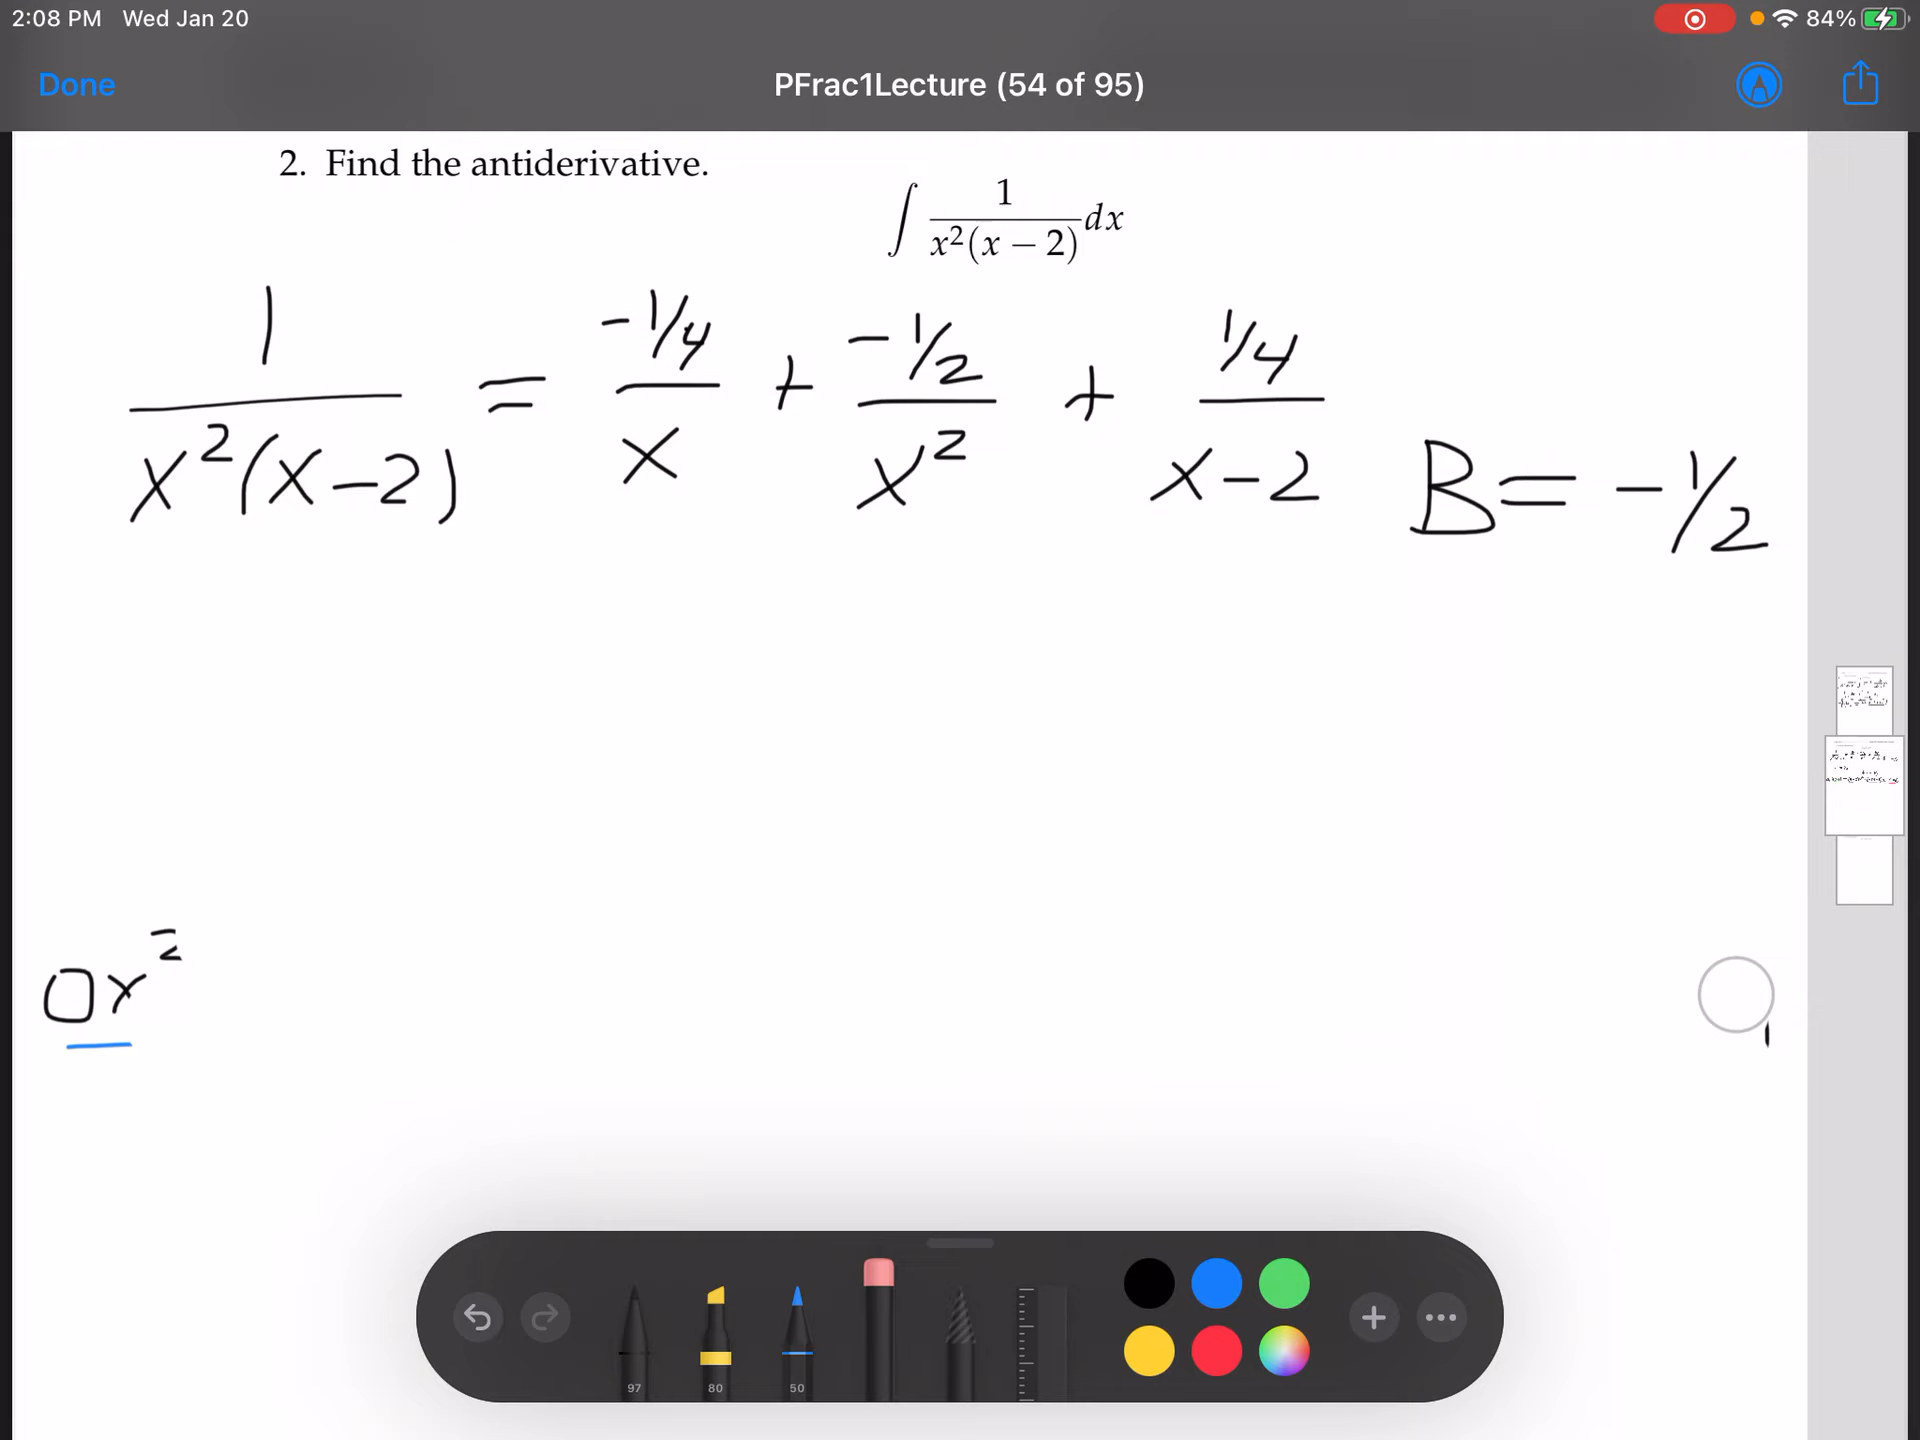 2:08 PM Wed Jan 20 84%
Done PFrac1Lecture (54 of 95)
2. Find the antiderivative.
∫ 1/(x²(x − 2)) dx
1/(x²(x−2)) = (-1/4)/x + (-1/2)/x² + (1/4)/(x−2)
B = -1/2
0x²
97 80 50